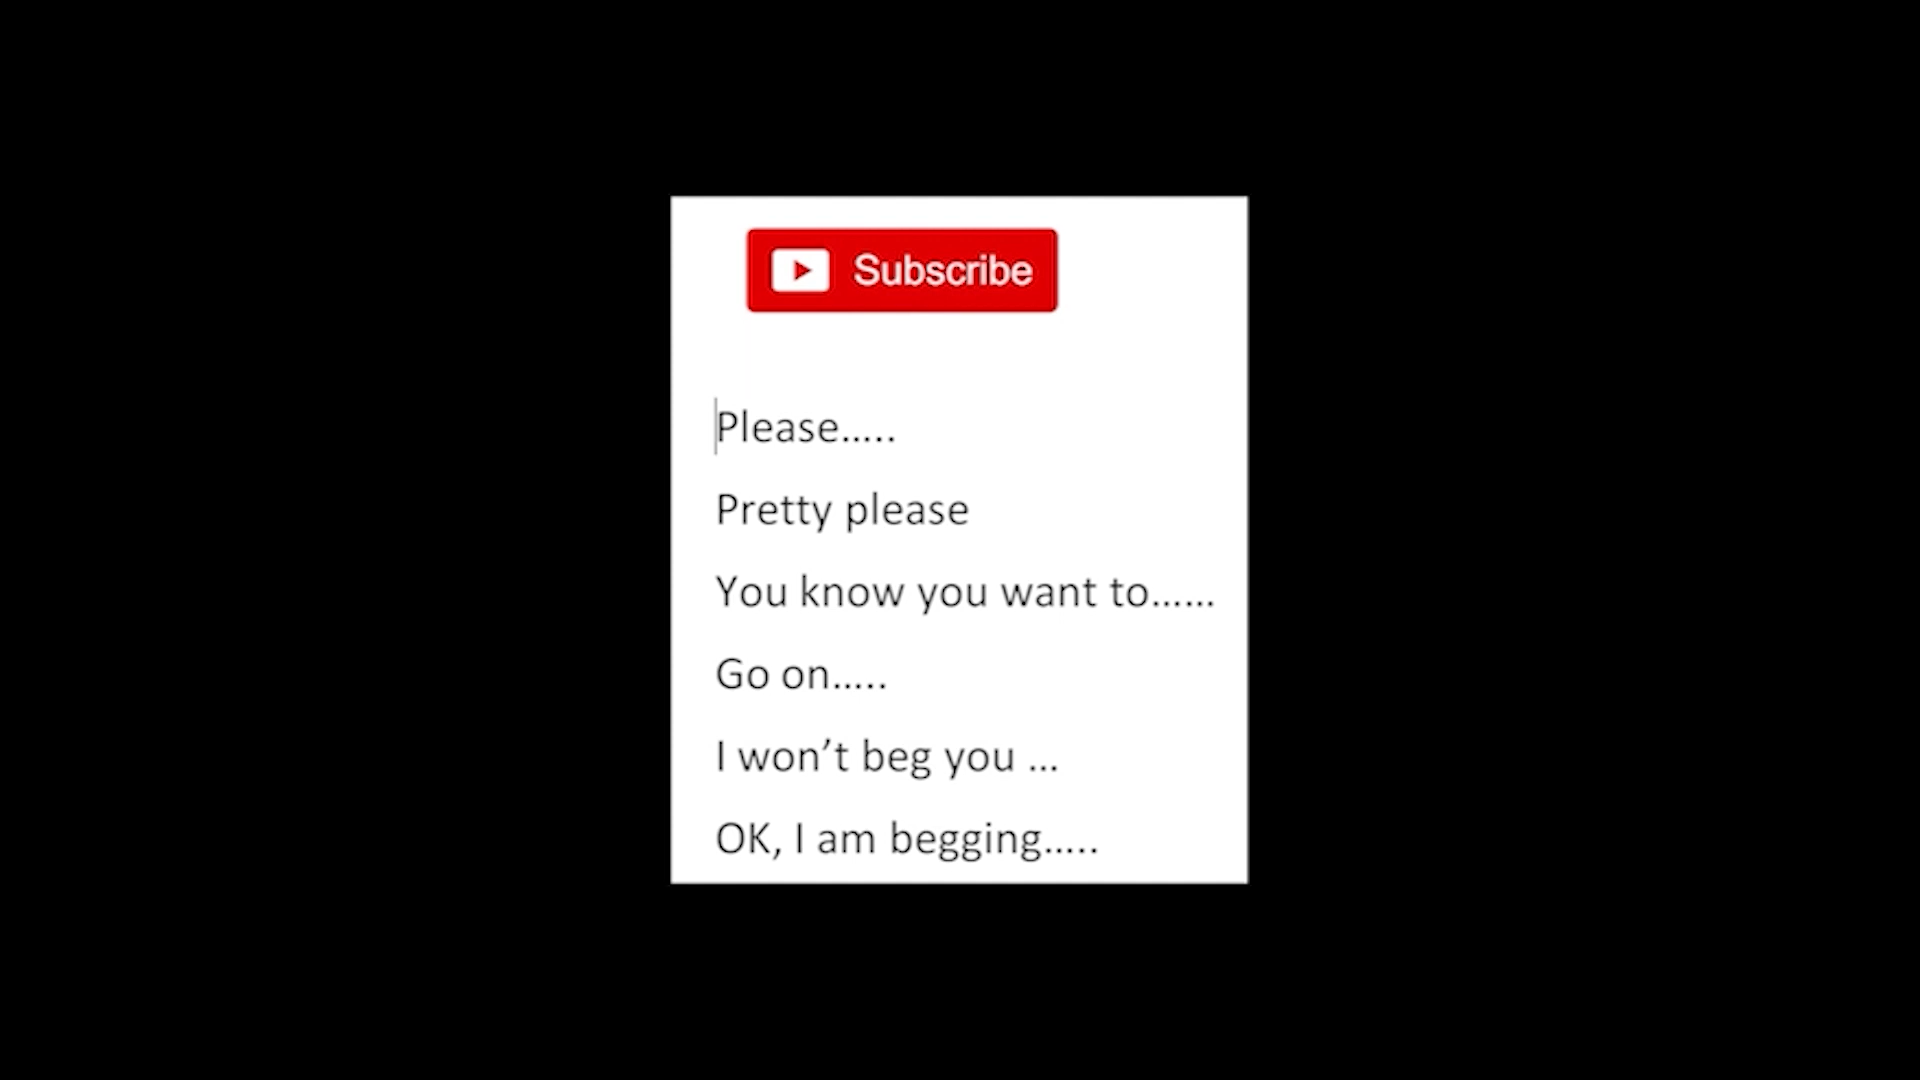 Subscribe
Please.....
Pretty please
You know you want to......
Go on.....
I won’t beg you ...
OK, I am begging.....